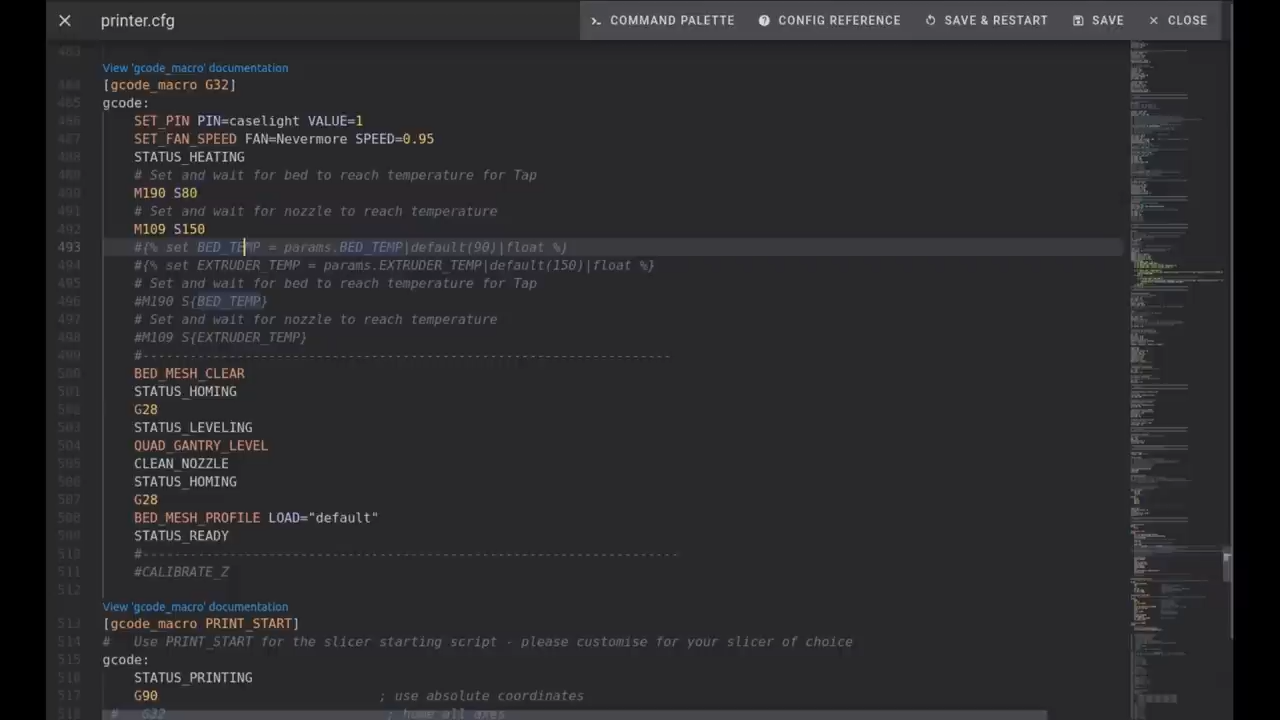 printer.cfg
COMMAND PALETTE
CONFIG REFERENCE
SAVE & RESTART
SAVE
CLOSE
483
View 'gcode_macro' documentation
484 [gcode_macro G32]
485 gcode:
486 SET_PIN PIN=caselight VALUE=1
487 SET_FAN_SPEED FAN=Nevermore SPEED=0.95
488 STATUS_HEATING
489 # Set and wait for bed to reach temperature for Tap
490 M190 S80
491 # Set and wait for nozzle to reach temperature
492 M109 S150
493 #{% set BED_TEMP = params.BED_TEMP|default(90)|float %}
494 #{% set EXTRUDER_TEMP = params.EXTRUDER_TEMP|default(150)|float %}
495 # Set and wait for bed to reach temperature for Tap
496 #M190 S{BED_TEMP}
497 # Set and wait for nozzle to reach temperature
498 #M109 S{EXTRUDER_TEMP}
499 #-------------------------------------------------------------------
500 BED_MESH_CLEAR
501 STATUS_HOMING
502 G28
503 STATUS_LEVELING
504 QUAD_GANTRY_LEVEL
505 CLEAN_NOZZLE
506 STATUS_HOMING
507 G28
508 BED_MESH_PROFILE LOAD="default"
509 STATUS_READY
510 #--------------------------------------------------------------------
511 #CALIBRATE_Z
512
View 'gcode_macro' documentation
513 [gcode_macro PRINT_START]
514 # Use PRINT_START for the slicer starting script - please customise for your slicer of choice
515 gcode:
516 STATUS_PRINTING
517 G90 ; use absolute coordinates
518 # G32 ; home all axes